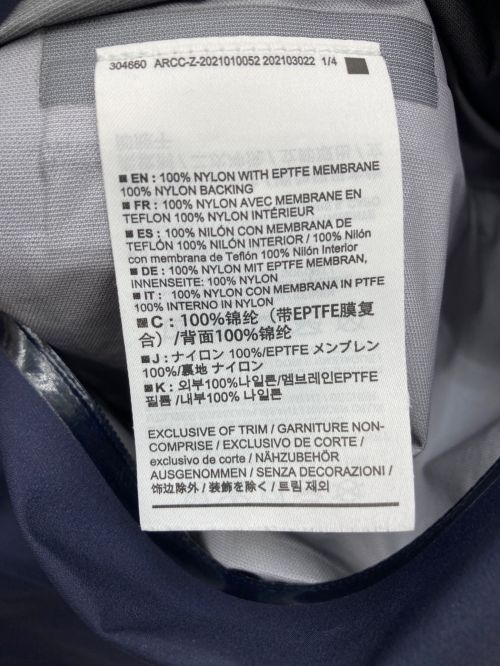 304660 ARCC-Z-2021010052 202103022 1/4
EN : 100% NYLON WITH EPTFE MEMBRANE
100% NYLON BACKING
FR : 100% NYLON AVEC MEMBRANE EN
TEFLON 100% NYLON INTÉRIEUR
ES : 100% NILÓN CON MEMBRANA DE
TEFLÓN 100% NILÓN INTERIOR / 100% Nilón
con membrana de Teflón 100% Nilón Interior
DE : 100% NYLON MIT EPTFE MEMBRAN,
INNENSEITE: 100% NYLON
IT : 100% NYLON CON MEMBRANA IN PTFE
100% INTERNO IN NYLON
C : 100%锦纶（带EPTFE膜复
合）/背面100%锦纶
J : ナイロン 100%/EPTFE メンブレン
100%/裏地 ナイロン
K : 외부100%나일론/멤브레인EPTFE
필름 /내부100% 나일론
EXCLUSIVE OF TRIM / GARNITURE NON-
COMPRISE / EXCLUSIVO DE CORTE /
exclusivo de corte / NÄHZUBEHÖR
AUSGENOMMEN / SENZA DECORAZIONI /
饰边除外 / 装飾を除く / 트림 재외